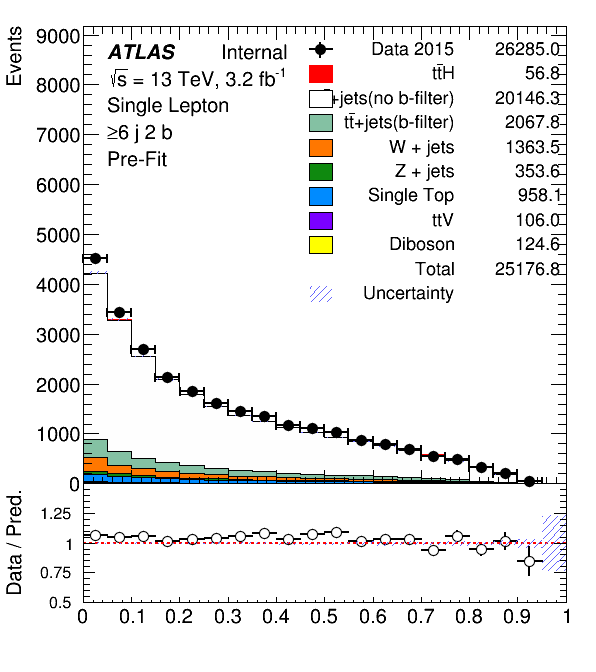 Events
9000
8000
7000
6000
5000
4000
3000
2000
1000
0
ATLAS Internal
√s = 13 TeV, 3.2 fb-1
Single Lepton
≥6 j 2 b
Pre-Fit
Data 2015 26285.0
tt̄H 56.8
+jets(no b-filter) 20146.3
tt̄+jets(b-filter) 2067.8
W + jets 1363.5
Z + jets 353.6
Single Top 958.1
ttV 106.0
Diboson 124.6
Total 25176.8
Uncertainty
Data / Pred.
1.25
1
0.75
0.5
0 0.1 0.2 0.3 0.4 0.5 0.6 0.7 0.8 0.9 1